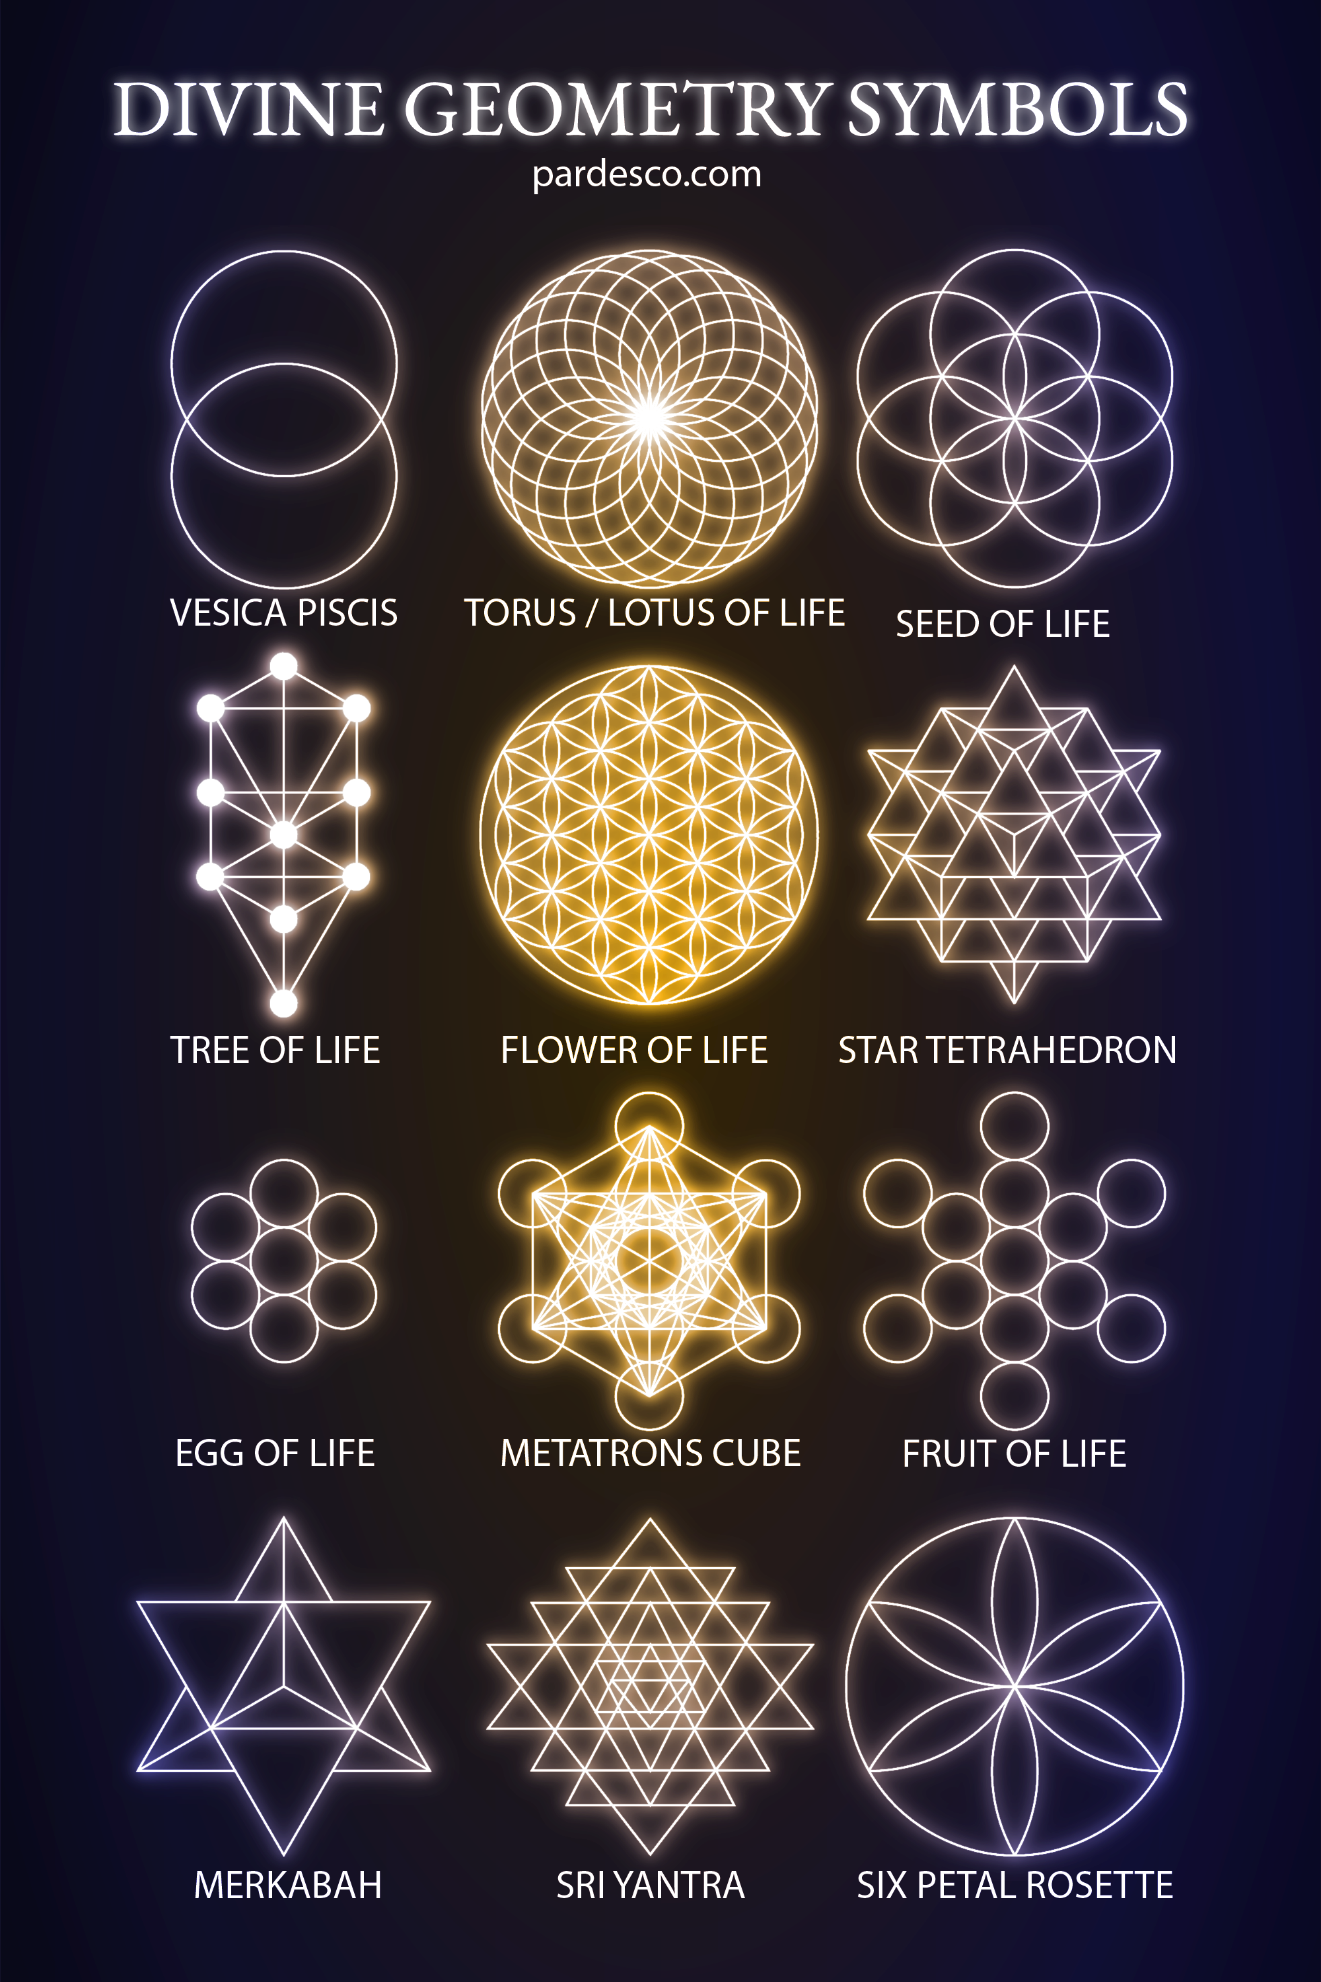 DIVINE GEOMETRY SYMBOLS
pardesco.com
VESICA PISCIS
TORUS / LOTUS OF LIFE
SEED OF LIFE
TREE OF LIFE
FLOWER OF LIFE
STAR TETRAHEDRON
EGG OF LIFE
METATRONS CUBE
FRUIT OF LIFE
MERKABAH
SRI YANTRA
SIX PETAL ROSETTE